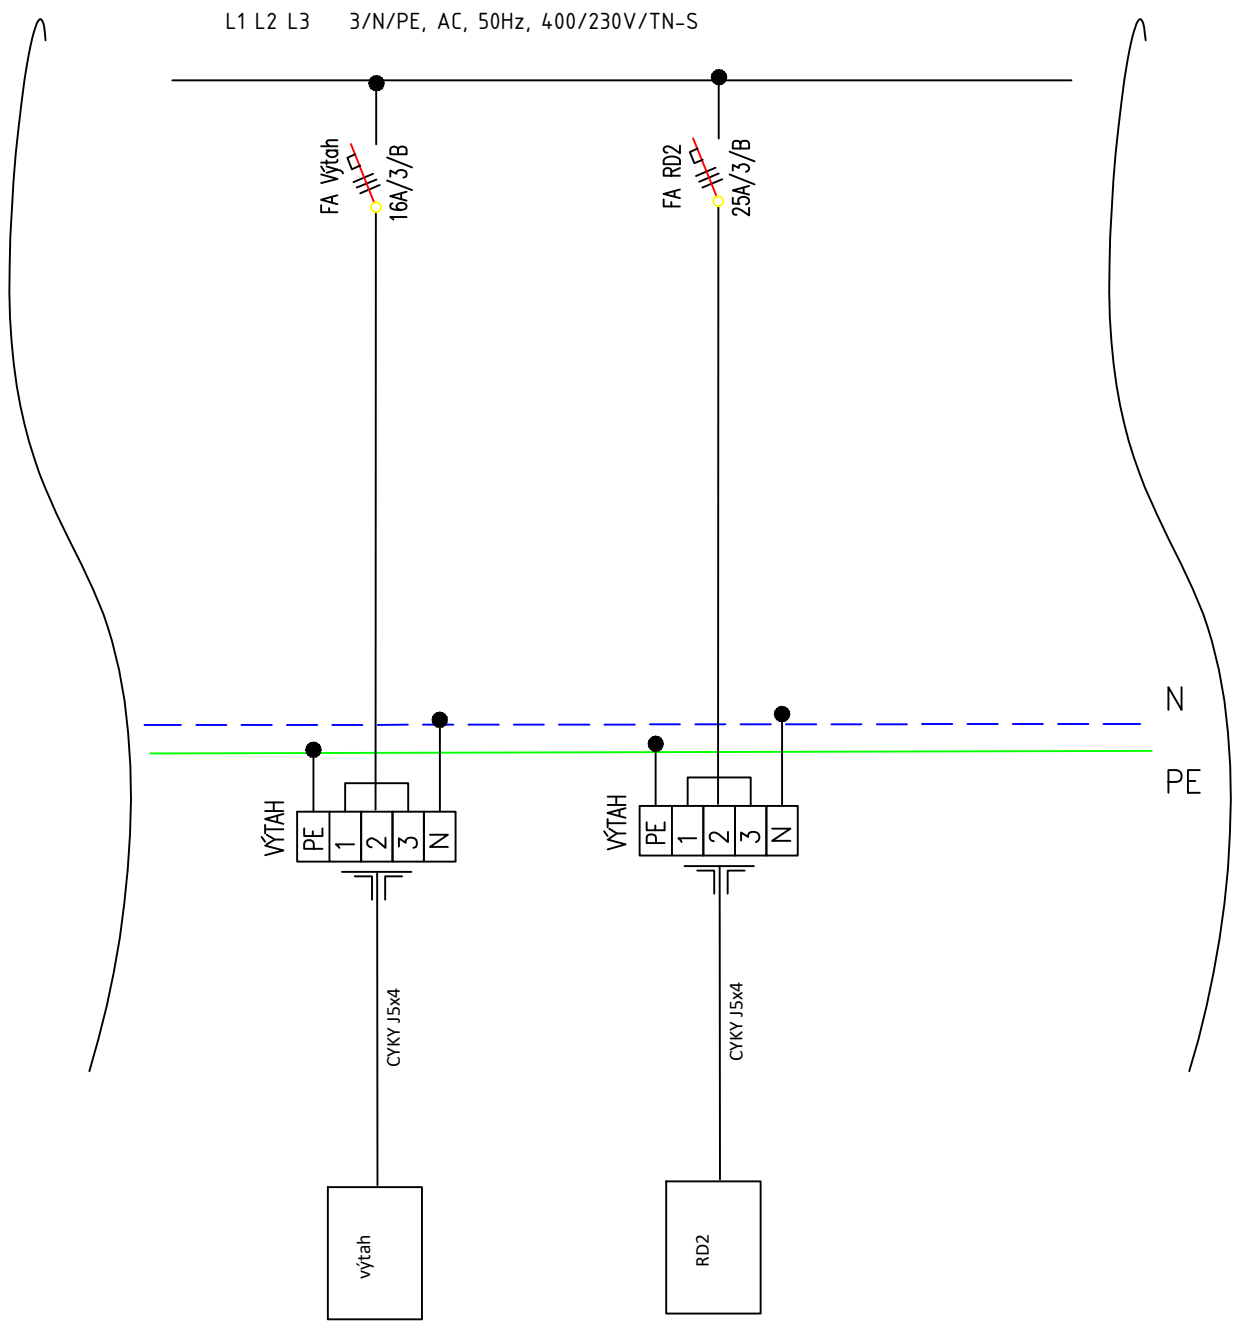 L1 L2 L3 3/N/PE, AC, 50Hz, 400/230V/TN-S
FA Výtah
16A/3/B
FA RD2
25A/3/B
N
PE
VÝTAH
PE 1 2 3 N
VÝTAH
PE 1 2 3 N
CYKY J5x4
CYKY J5x4
výtah
RD2